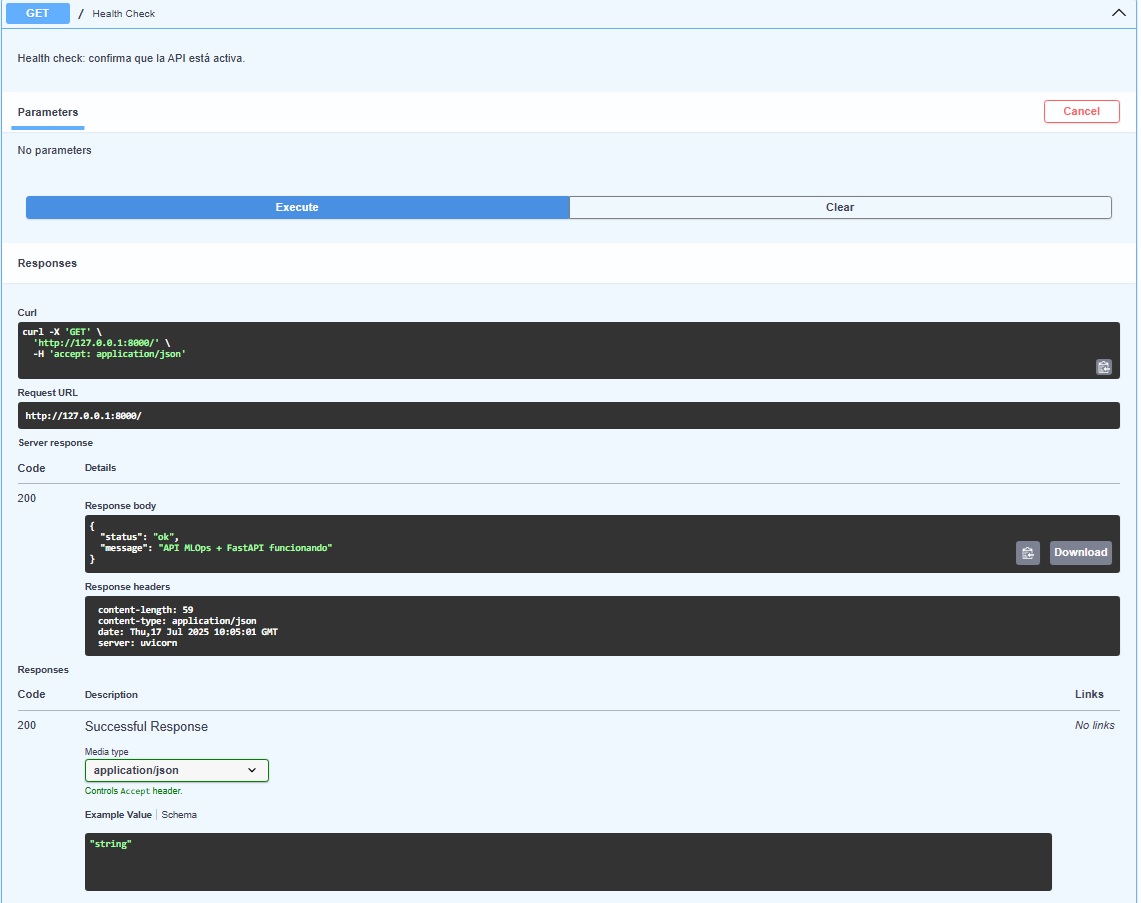 GET / Health Check
Health check: confirma que la API está activa.
Parameters
Cancel
No parameters
Execute
Clear
Responses
Curl
curl -X 'GET' \
'http://127.0.0.1:8000/' \
-H 'accept: application/json'
Request URL
http://127.0.0.1:8000/
Server response
Code Details
200
Response body
{
"status": "ok",
"message": "API MLOps + FastAPI funcionando"
}
Download
Response headers
content-length: 59
content-type: application/json
date: Thu,17 Jul 2025 10:05:01 GMT
server: uvicorn
Responses
Code Description Links
200 Successful Response No links
Media type
application/json
Controls Accept header.
Example Value Schema
"string"